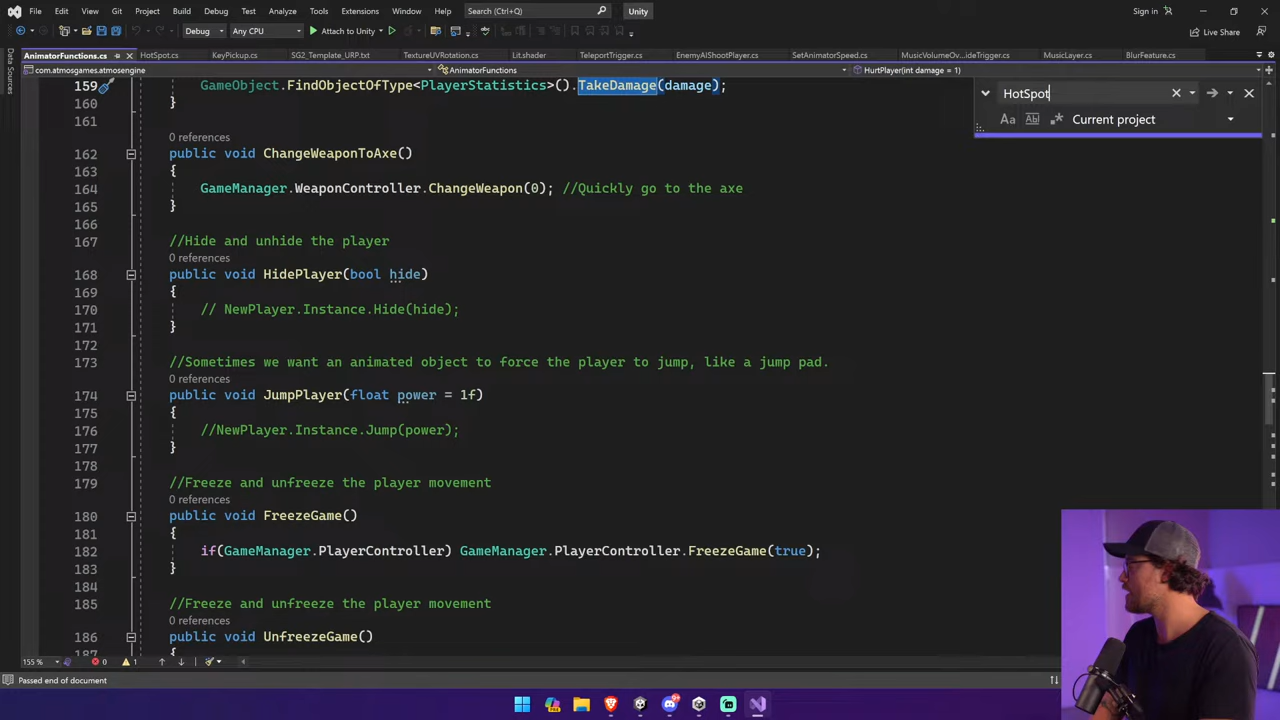 File Edit View Git Project Build Debug Test Analyze Tools Extensions Window Help Search (Ctrl+Q) Unity Sign in
Debug Any CPU Attach to Unity
AnimatorFunctions.cs HotSpot.cs KeyPickup.cs SG2_Template_URP.txt TextureUVRotation.cs Lit.shader TeleportTrigger.cs EnemyAIShootPlayer.cs SetAnimatorSpeed.cs MusicVolumeOv...ideTrigger.cs MusicLayer.cs BlurFeature.cs
Live Share
Data Sources
com.atmosgames.atmosengine AnimatorFunctions HurtPlayer(int damage = 1)
HotSpot
Aa Current project
159 GameObject.FindObjectOfType<PlayerStatistics>().TakeDamage(damage);
160 }
161
0 references
162 public void ChangeWeaponToAxe()
163 {
164 GameManager.WeaponController.ChangeWeapon(0); //Quickly go to the axe
165 }
166
167 //Hide and unhide the player
0 references
168 public void HidePlayer(bool hide)
169 {
170 // NewPlayer.Instance.Hide(hide);
171 }
172
173 //Sometimes we want an animated object to force the player to jump, like a jump pad.
0 references
174 public void JumpPlayer(float power = 1f)
175 {
176 //NewPlayer.Instance.Jump(power);
177 }
178
179 //Freeze and unfreeze the player movement
0 references
180 public void FreezeGame()
181 {
182 if(GameManager.PlayerController) GameManager.PlayerController.FreezeGame(true);
183 }
184
185 //Freeze and unfreeze the player movement
0 references
186 public void UnfreezeGame()
187 {
155 % 0 1
Passed end of document